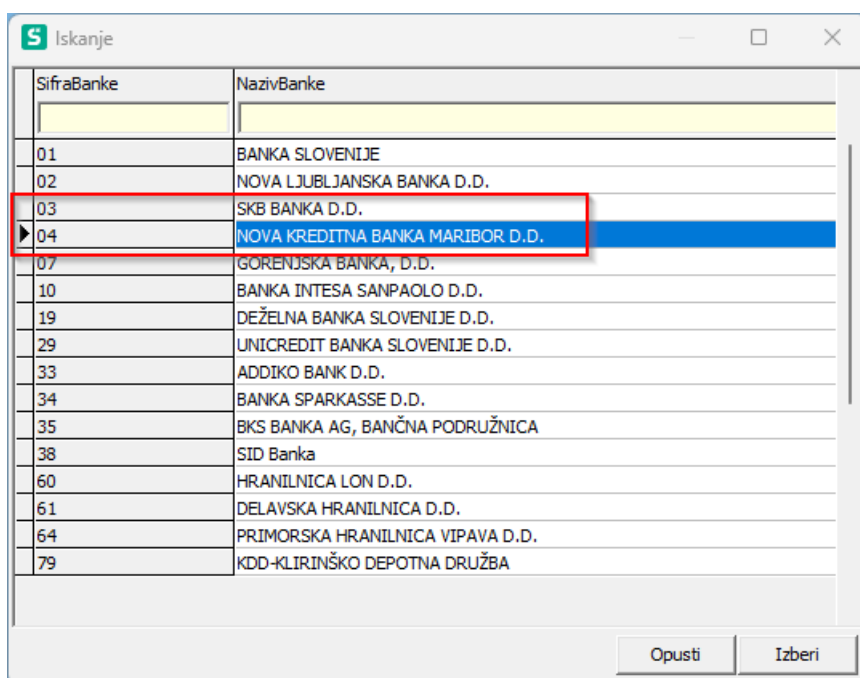 S Iskanje
SifraBanke NazivBanke
01 BANKA SLOVENIJE
02 NOVA LJUBLJANSKA BANKA D.D.
03 SKB BANKA D.D.
04 NOVA KREDITNA BANKA MARIBOR D.D.
07 GORENJSKA BANKA, D.D.
10 BANKA INTESA SANPAOLO D.D.
19 DEŽELNA BANKA SLOVENIJE D.D.
29 UNICREDIT BANKA SLOVENIJE D.D.
33 ADDIKO BANK D.D.
34 BANKA SPARKASSE D.D.
35 BKS BANKA AG, BANČNA PODRUŽNICA
38 SID Banka
60 HRANILNICA LON D.D.
61 DELAVSKA HRANILNICA D.D.
64 PRIMORSKA HRANILNICA VIPAVA D.D.
79 KDD-KLIRINŠKO DEPOTNA DRUŽBA
Opusti Izberi